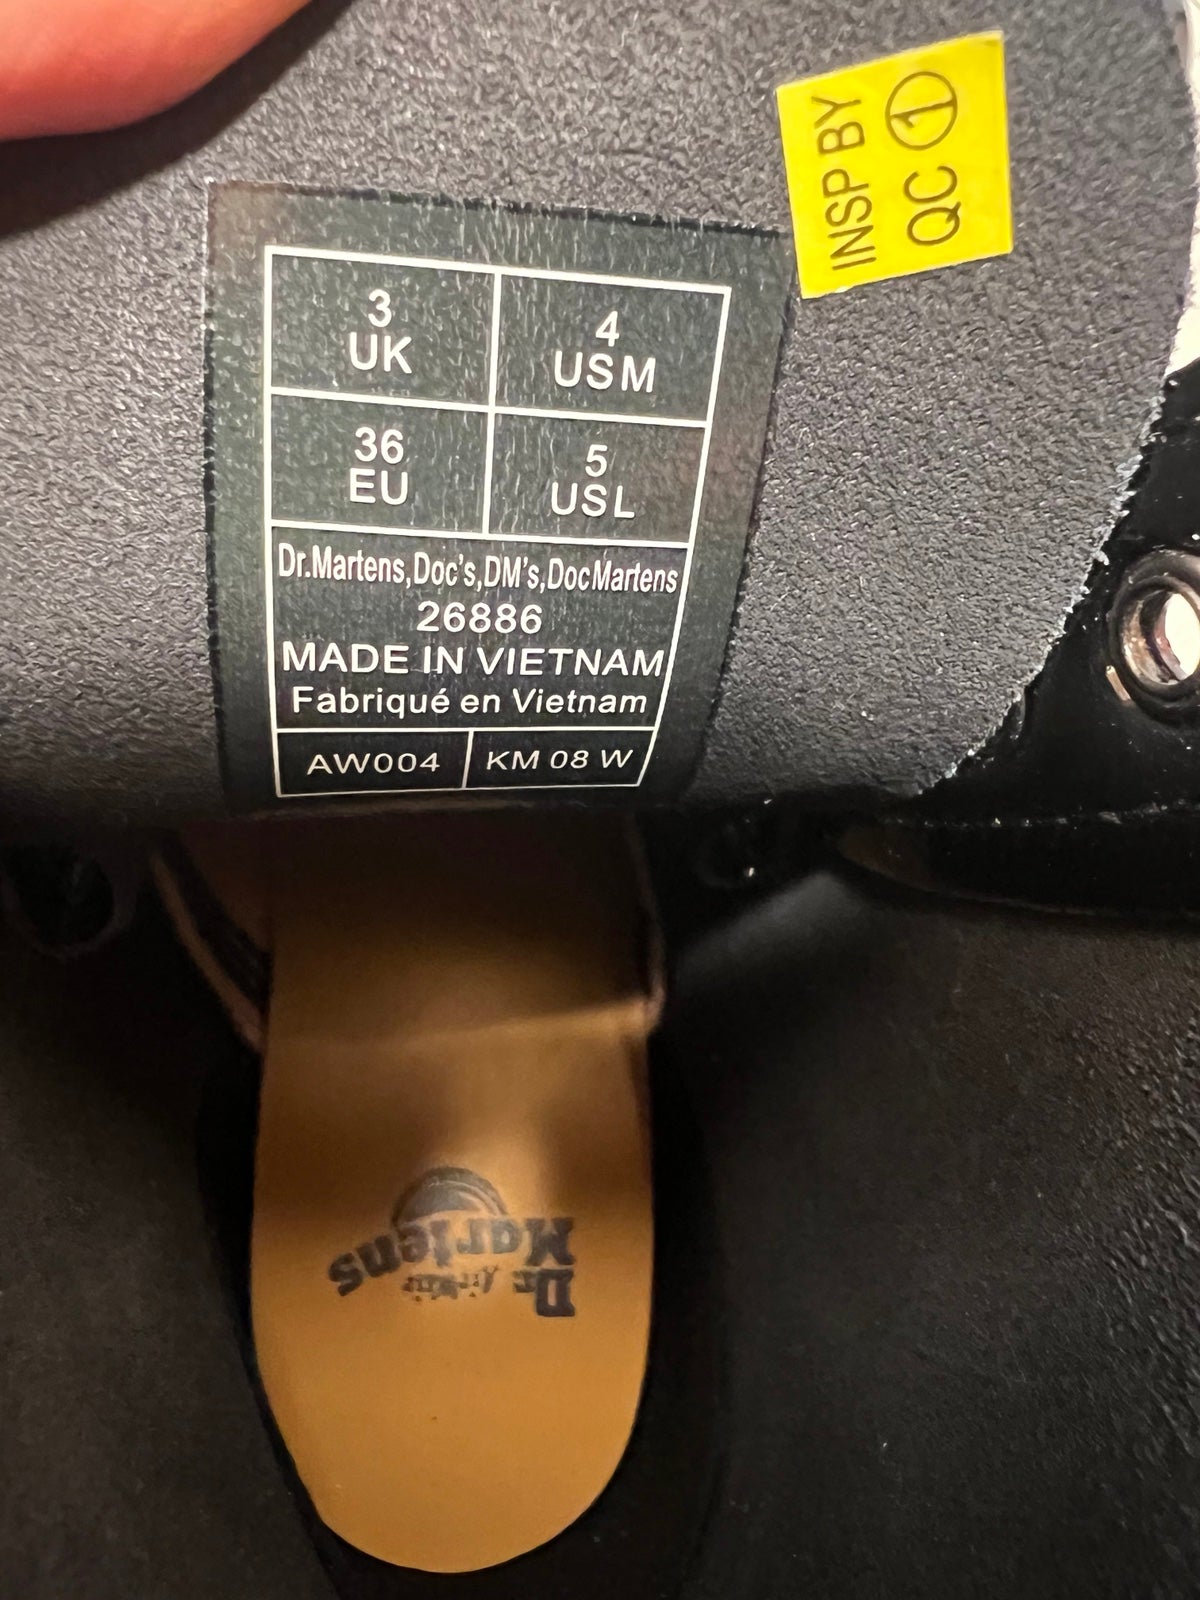 INSP BY
QC 1
3
UK
4
USM
36
EU
5
USL
Dr.Martens,Doc's,DM's,DocMartens
26886
MADE IN VIETNAM
Fabriqué en Vietnam
AW004
KM 08 W
Dr.
Martens